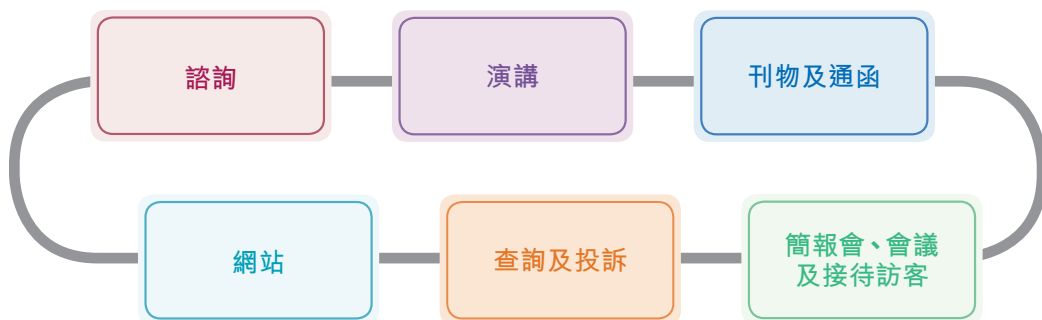 諮詢
演講
刊物及通函
網站
查詢及投訴
簡報會、會議
及接待訪客